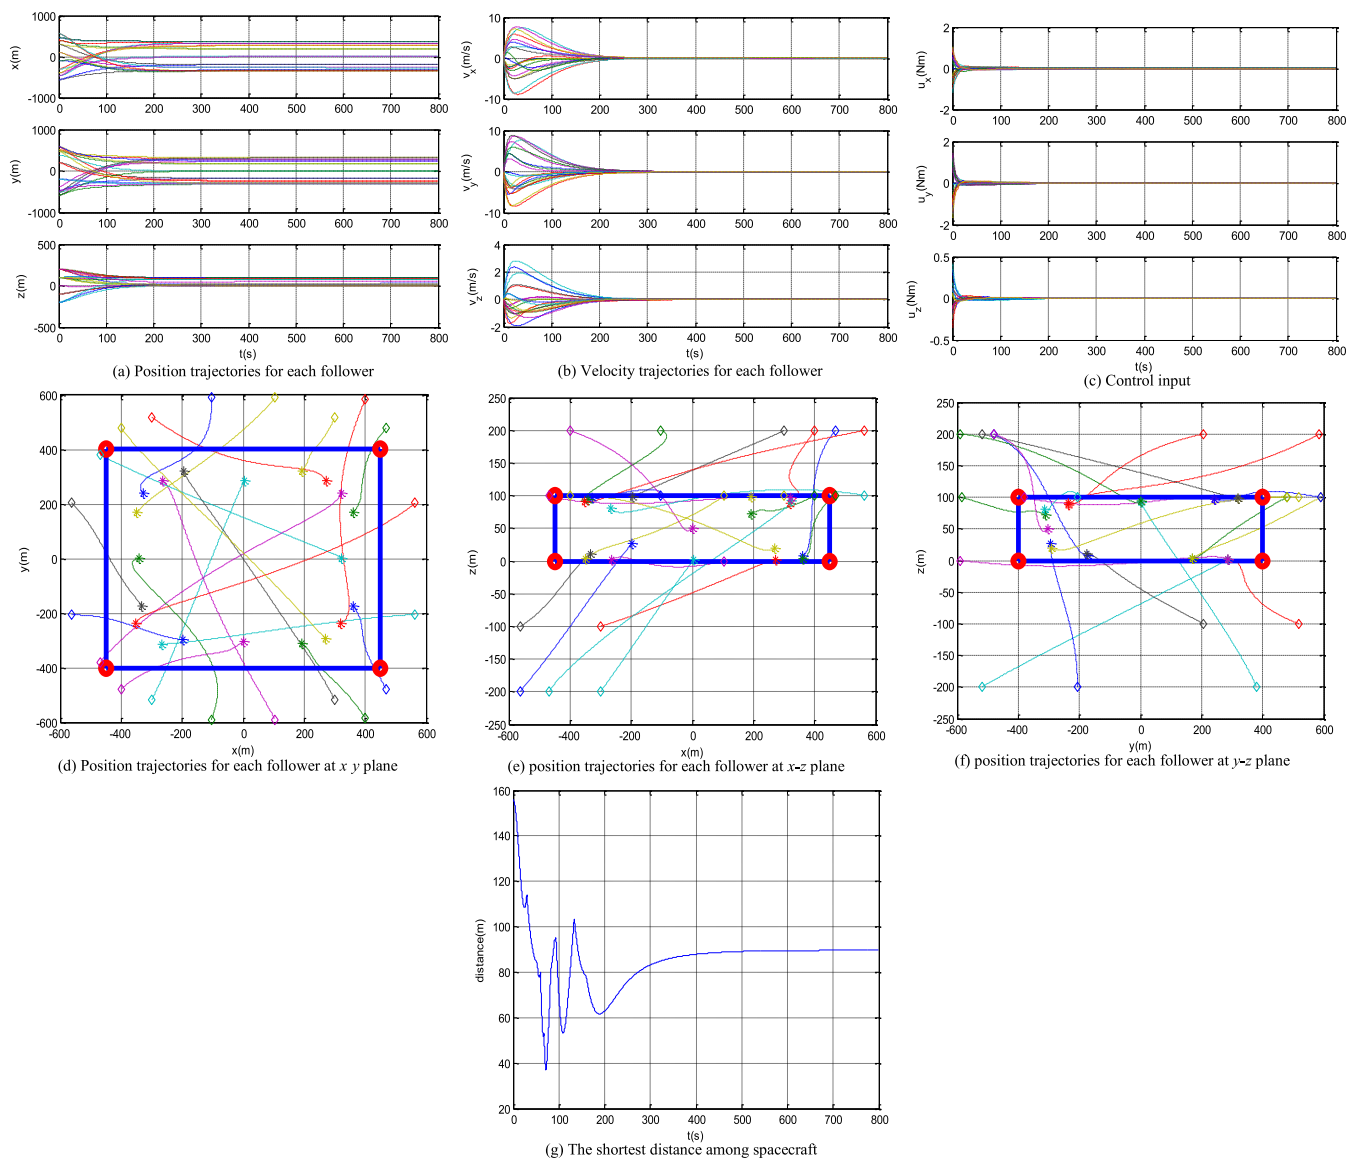 1000
0
-1000
x(m)
0 100 200 300 400 500 600 700 800
1000
0
-1000
y(m)
0 100 200 300 400 500 600 700 800
500
0
-500
z(m)
0 100 200 300 400 500 600 700 800
t(s)
(a) Position trajectories for each follower
10
0
-10
v_x(m/s)
0 100 200 300 400 500 600 700 800
10
0
-10
v_y(m/s)
0 100 200 300 400 500 600 700 800
4
2
0
-2
v_z(m/s)
0 100 200 300 400 500 600 700 800
t(s)
(b) Velocity trajectories for each follower
2
0
-2
u_x(Nm)
0 100 200 300 400 500 600 700 800
2
0
-2
u_y(Nm)
0 100 200 300 400 500 600 700 800
0.5
0
-0.5
u_z(Nm)
0 100 200 300 400 500 600 700 800
t(s)
(c) Control input
600
400
200
0
-200
-400
-600
y(m)
-600 -400 -200 0 200 400 600
x(m)
(d) Position trajectories for each follower at x y plane
250
200
150
100
50
0
-50
-100
-150
-200
-250
z(m)
-600 -400 -200 0 200 400 600
x(m)
(e) position trajectories for each follower at x-z plane
250
200
150
100
50
0
-50
-100
-150
-200
-250
z(m)
-600 -400 -200 0 200 400 600
y(m)
(f) position trajectories for each follower at y-z plane
160
140
120
100
80
60
40
20
distance(m)
0 100 200 300 400 500 600 700 800
t(s)
(g) The shortest distance among spacecraft